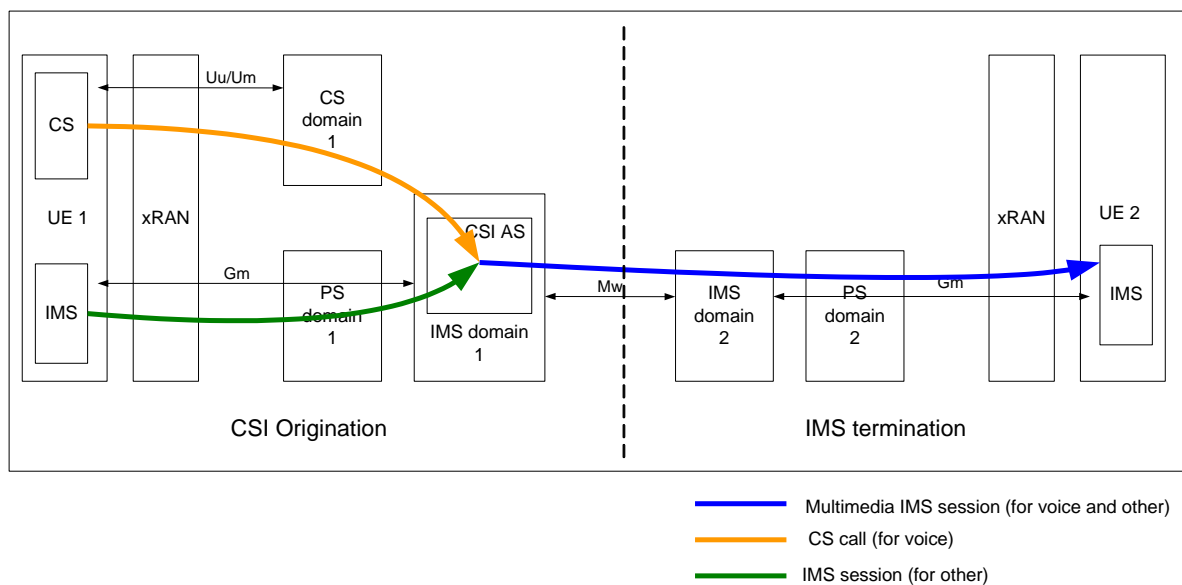 Uu/Um
CS
CS
domain
1
UE 1
xRAN
CSI AS
xRAN
UE 2
Gm
IMS
PS
domain
1
IMS domain
1
Mw
IMS
domain
2
PS
domain
2
Gm
IMS
CSI Origination
IMS termination
Multimedia IMS session (for voice and other)
CS call (for voice)
IMS session (for other)